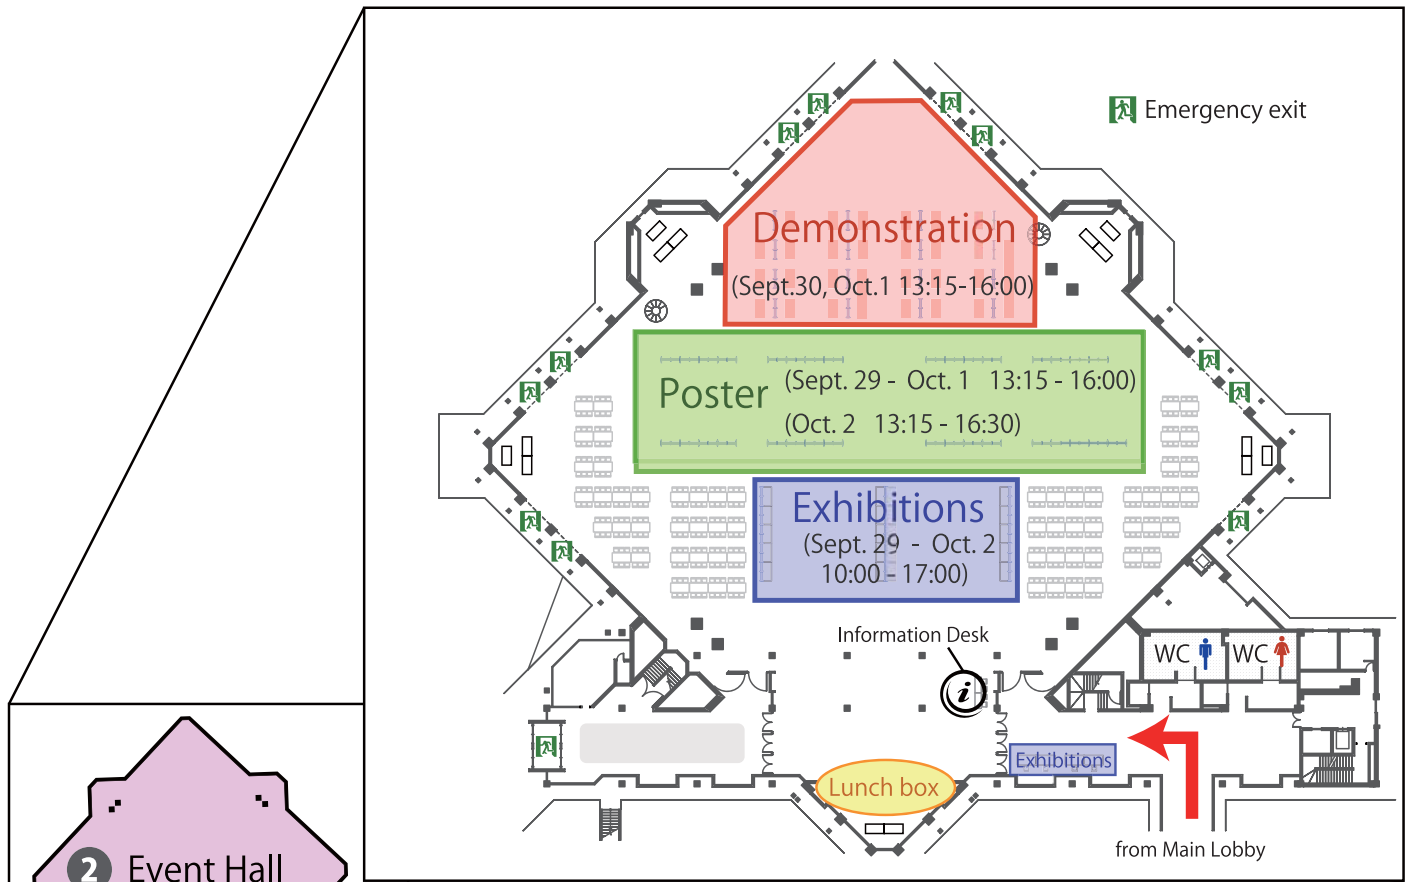 Emergency exit
Demonstration
(Sept.30, Oct.1 13:15-16:00)
Poster
(Sept. 29 - Oct. 1 13:15 - 16:00)
(Oct. 2 13:15 - 16:30)
Exhibitions
(Sept. 29 - Oct. 2
10:00 - 17:00)
Information Desk
i
WC
WC
Exhibitions
Lunch box
from Main Lobby
2 Event Hall